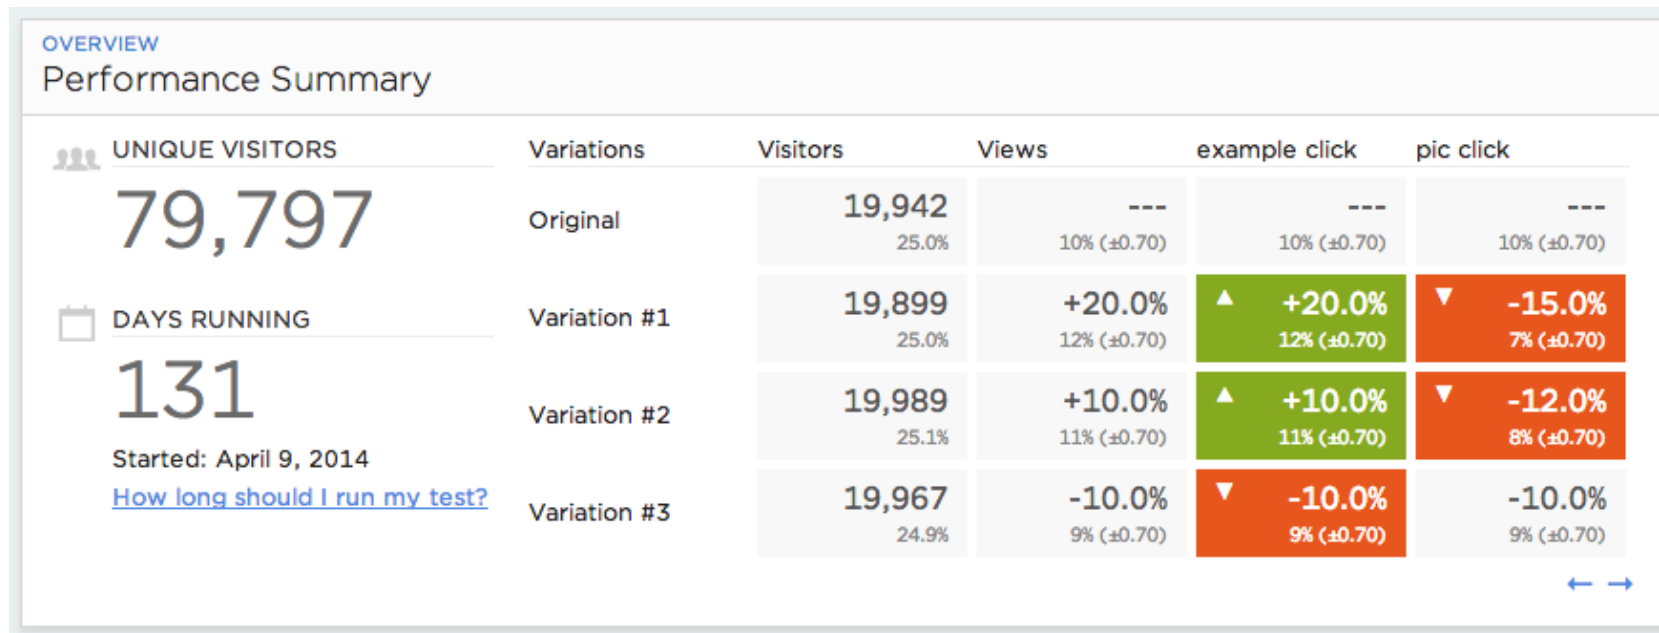 OVERVIEW
Performance Summary
UNIQUE VISITORS
79,797
DAYS RUNNING
131
Started: April 9, 2014
How long should I run my test?
Variations Visitors Views example click pic click
Original 19,942 --- --- ---
25.0% 10% (±0.70) 10% (±0.70) 10% (±0.70)
Variation #1 19,899 +20.0% ▲ +20.0% ▼ -15.0%
25.0% 12% (±0.70) 12% (±0.70) 7% (±0.70)
Variation #2 19,989 +10.0% ▲ +10.0% ▼ -12.0%
25.1% 11% (±0.70) 11% (±0.70) 8% (±0.70)
Variation #3 19,967 -10.0% ▼ -10.0% -10.0%
24.9% 9% (±0.70) 9% (±0.70) 9% (±0.70)
← →